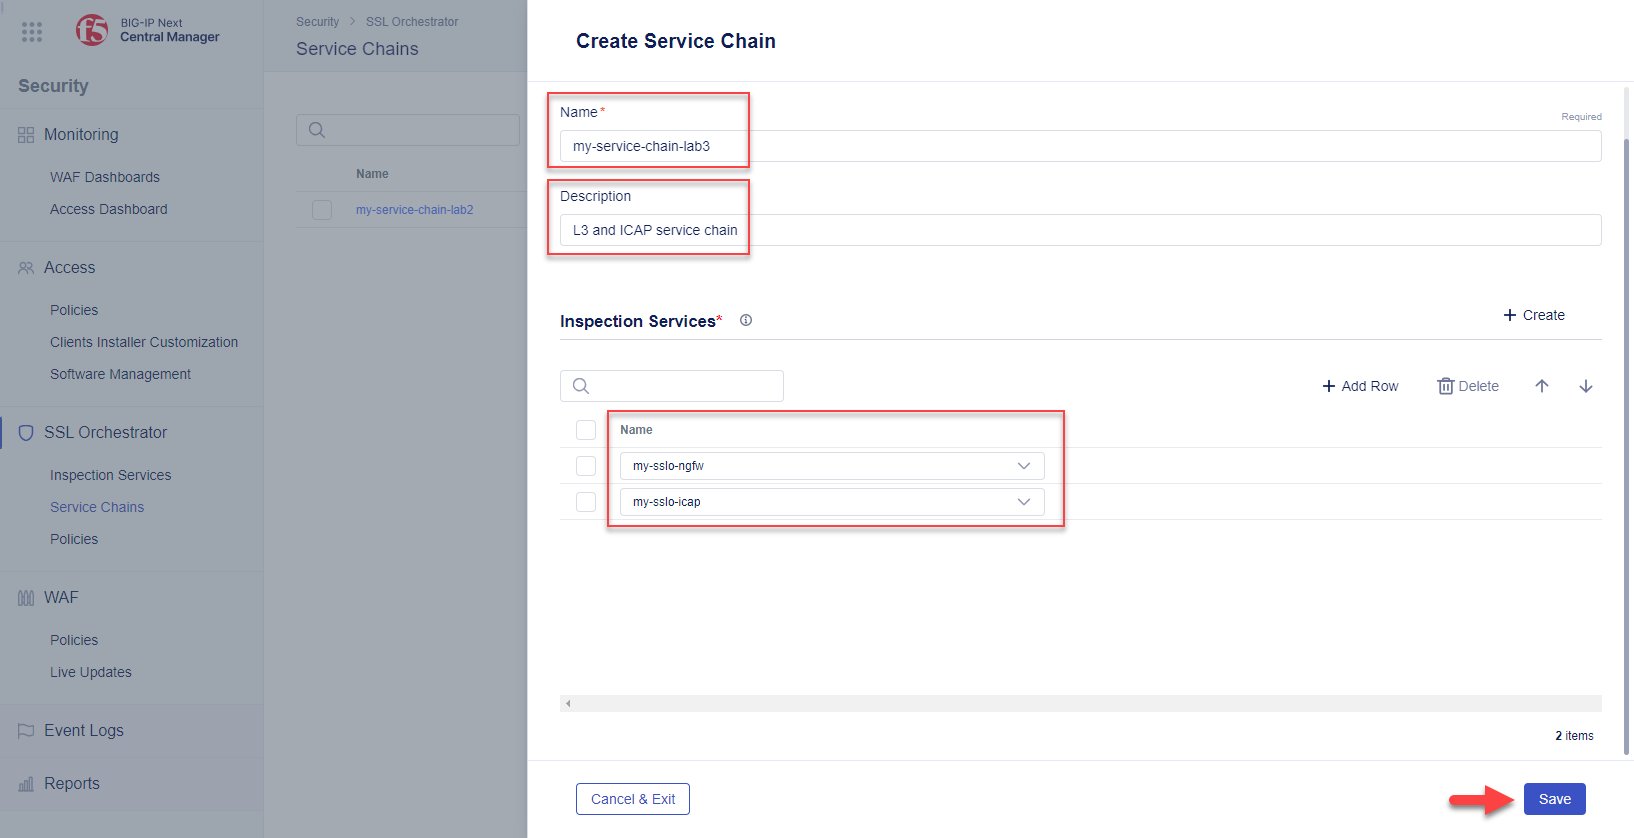 f5
BIG-IP Next
Central Manager
Security
Monitoring
WAF Dashboards
Access Dashboard
Access
Policies
Clients Installer Customization
Software Management
SSL Orchestrator
Inspection Services
Service Chains
Policies
WAF
Policies
Live Updates
Event Logs
Reports
Security > SSL Orchestrator
Service Chains
Name
my-service-chain-lab2
Create Service Chain
Name*
Required
my-service-chain-lab3
Description
L3 and ICAP service chain
Inspection Services*
+ Create
+ Add Row
Delete
Name
my-sslo-ngfw
my-sslo-icap
2 items
Cancel & Exit
Save